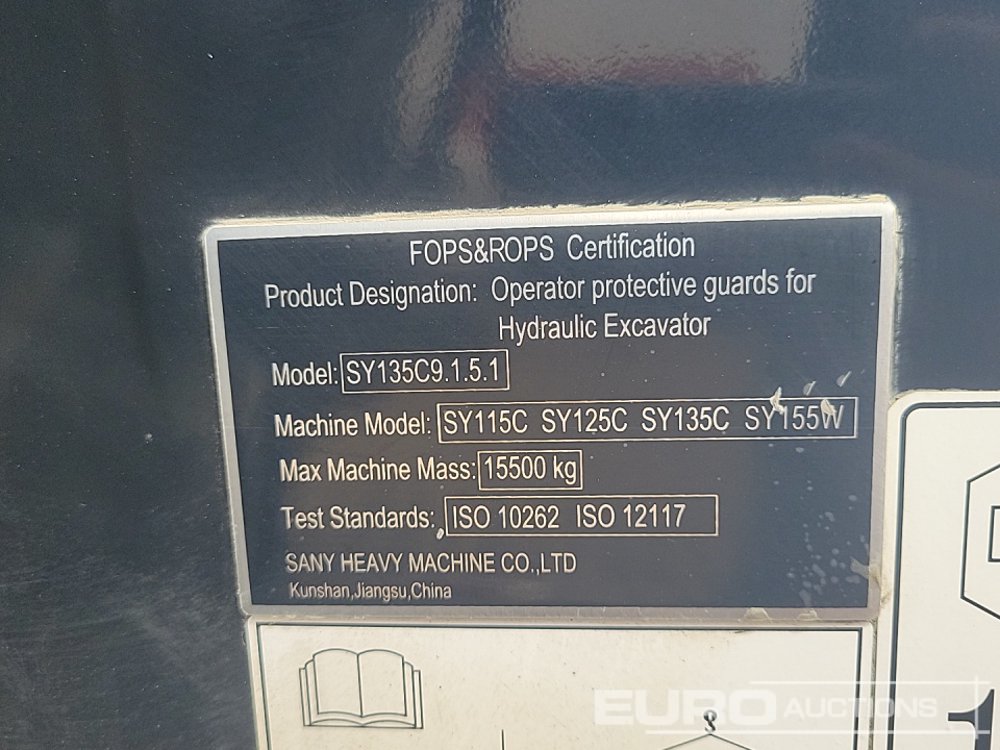 FOPS&ROPS Certification
Product Designation: Operator protective guards for
Hydraulic Excavator
Model: SY135C9.1.5.1
Machine Model: SY115C SY125C SY135C SY155W
Max Machine Mass: 15500 kg
Test Standards: ISO 10262 ISO 12117
SANY HEAVY MACHINE CO.,LTD
Kunshan,Jiangsu,China
EURO AUCTIONS